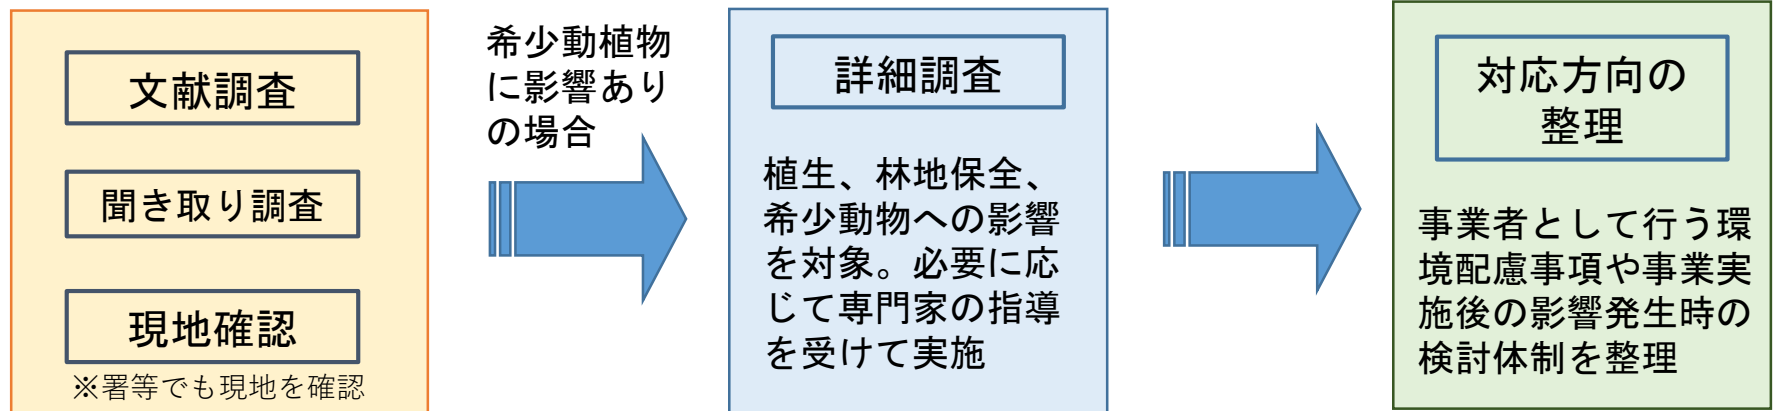 文献調査
聞き取り調査
現地確認
※署等でも現地を確認
希少動植物
に影響あり
の場合
詳細調査
植生、林地保全、
希少動物への影響
を対象。必要に応
じて専門家の指導
を受けて実施
対応方向の
整理
事業者として行う環
境配慮事項や事業実
施後の影響発生時の
検討体制を整理